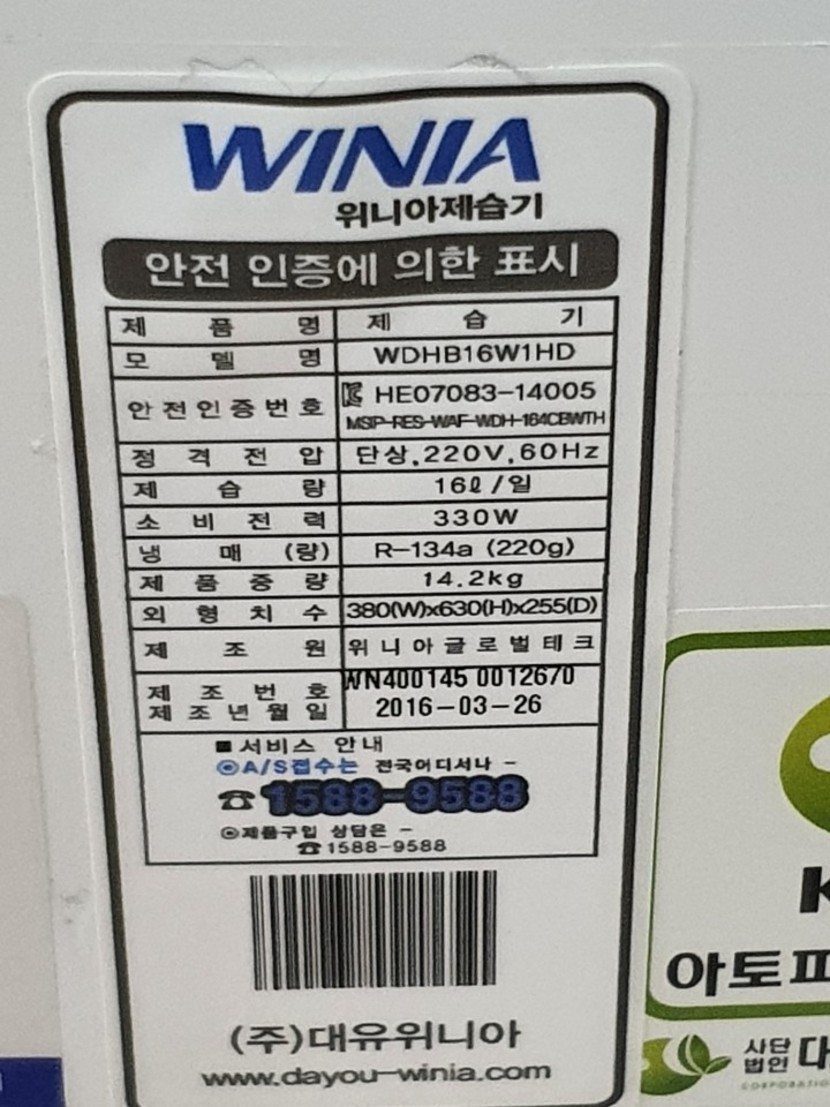 WINIA
위니아제습기
안전 인증에 의한 표시
제 품 명 제 습 기
모 델 명 WDHB16W1HD
안전인증번호 HE07083-14005
MSIP-RES-WAF-WDH-164CBWTH
정 격 전 압 단상,220V,60Hz
제 습 량 16ℓ/일
소 비 전 력 330W
냉 매 (량) R-134a (220g)
제 품 중 량 14.2kg
외 형 치 수 380(W)x630(H)x255(D)
제 조 원 위니아글로벌테크
제 조 번 호 WN400145 0012670
제 조 년 월 일 2016-03-26
■ 서비스 안내
◎A/S접수는 전국어디서나 -
☎1588-9588
◎제품구입 상담은 -
☎1588-9588
(주)대유위니아
www.dayou-winia.com
K
아토피
사단
법인 대